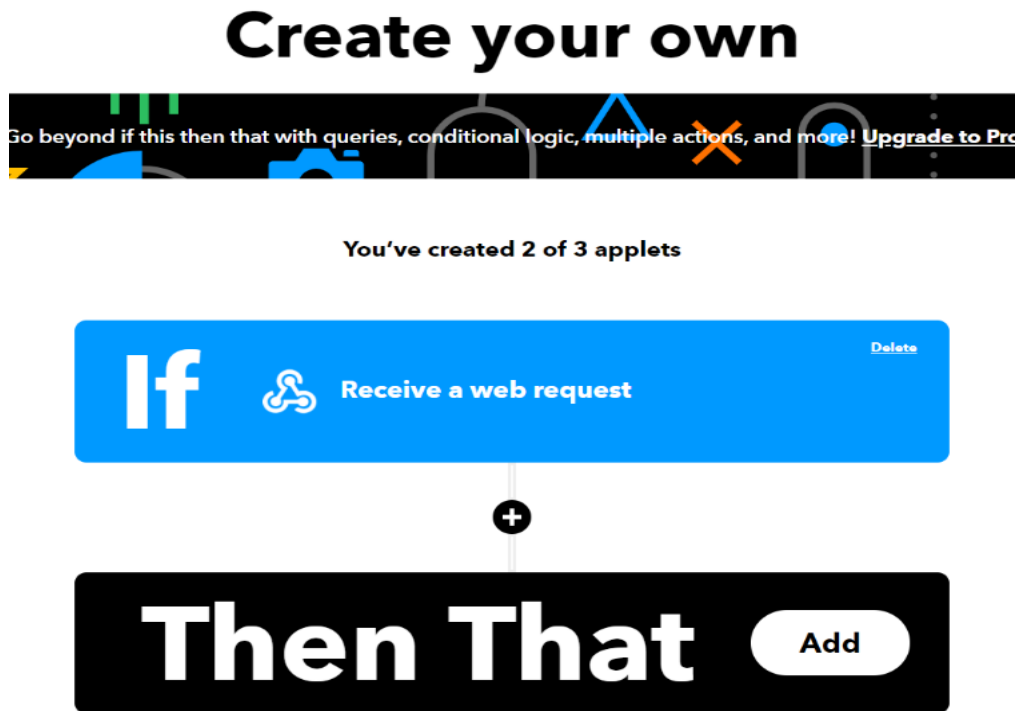 Create your own
Go beyond if this then that with queries, conditional logic, multiple actions, and more! Upgrade to Pro
You've created 2 of 3 applets
Delete
If Receive a web request
Then That Add